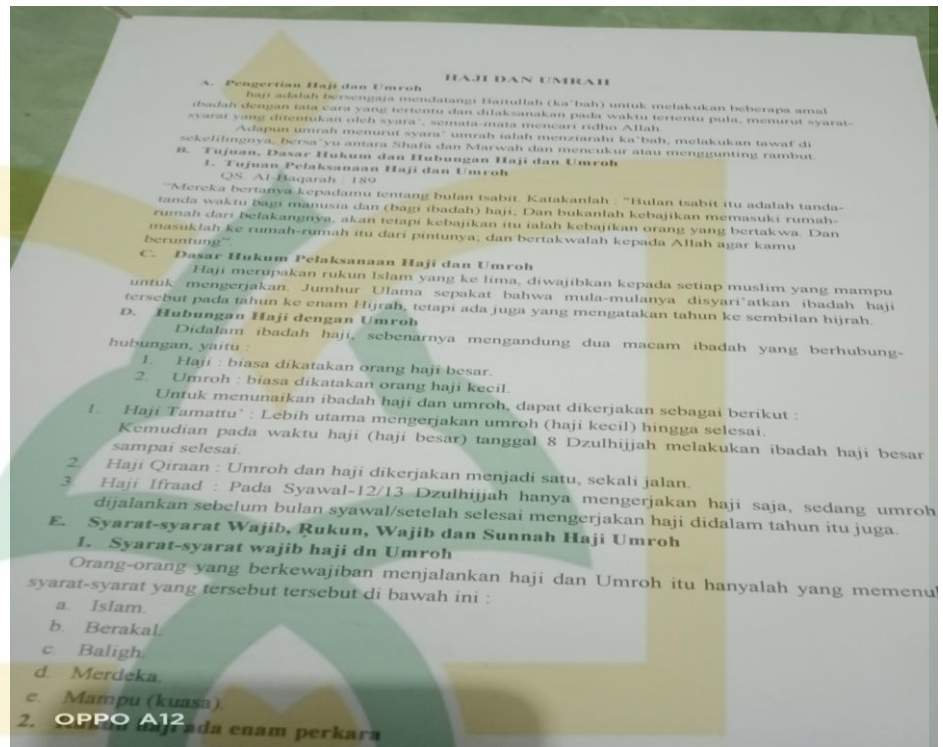 HAJI DAN UMRAH
A. Pengertian Haji dan Umroh
haji adalah bersengaja mendatangi Baitullah (ka'bah) untuk melakukan beberapa amal
ibadah dengan tata cara yang tertentu dan dilaksanakan pada waktu tertentu pula, menurut syarat-
syarat yang ditentukan oleh syara', semata-mata mencari ridho Allah.
Adapun umrah menurut syara' umrah ialah menziarahi ka'bah, melakukan tawaf di
sekelilingnya, bersa'yu antara Shafa dan Marwah dan mencukur atau menggunting rambut.
B. Tujuan, Dasar Hukum dan Hubungan Haji dan Umroh
1. Tujuan Pelaksanaan Haji dan Umroh
QS. Al-Baqarah : 189
"Mereka bertanya kepadamu tentang bulan tsabit. Katakanlah : "Bulan tsabit itu adalah tanda-
tanda waktu bagi manusia dan (bagi ibadah) haji; Dan bukanlah kebajikan memasuki rumah-
rumah dari belakangnya, akan tetapi kebajikan itu ialah kebajikan orang yang bertakwa. Dan
masuklah ke rumah-rumah itu dari pintunya; dan bertakwalah kepada Allah agar kamu
beruntung".
C. Dasar Hukum Pelaksanaan Haji dan Umroh
Haji merupakan rukun Islam yang ke lima, diwajibkan kepada setiap muslim yang mampu
untuk mengerjakan. Jumhur Ulama sepakat bahwa mula-mulanya disyari'atkan ibadah haji
tersebut pada tahun ke enam Hijrah, tetapi ada juga yang mengatakan tahun ke sembilan hijrah.
D. Hubungan Haji dengan Umroh
Didalam ibadah haji, sebenarnya mengandung dua macam ibadah yang berhubung-
hubungan, yaitu :
1. Haji : biasa dikatakan orang haji besar.
2. Umroh : biasa dikatakan orang haji kecil.
Untuk menunaikan ibadah haji dan umroh, dapat dikerjakan sebagai berikut :
1. Haji Tamattu' : Lebih utama mengerjakan umroh (haji kecil) hingga selesai.
Kemudian pada waktu haji (haji besar) tanggal 8 Dzulhijjah melakukan ibadah haji besar
sampai selesai.
2. Haji Qiraan : Umroh dan haji dikerjakan menjadi satu, sekali jalan.
3. Haji Ifraad : Pada Syawal-12/13 Dzulhijjah hanya mengerjakan haji saja, sedang umroh
dijalankan sebelum bulan syawal/setelah selesai mengerjakan haji didalam tahun itu juga.
E. Syarat-syarat Wajib, Rukun, Wajib dan Sunnah Haji Umroh
1. Syarat-syarat wajib haji dn Umroh
Orang-orang yang berkewajiban menjalankan haji dan Umroh itu hanyalah yang memenu
syarat-syarat yang tersebut tersebut di bawah ini :
a. Islam.
b. Berakal.
c. Baligh.
d. Merdeka.
e. Mampu (kuasa).
2. haji ada enam perkara
OPPO A12